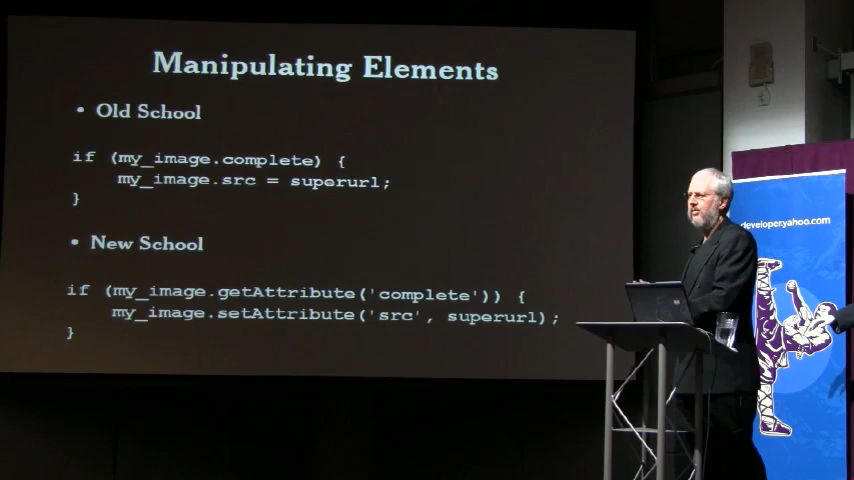 Manipulating Elements
• Old School
if (my_image.complete) {
    my_image.src = superurl;
}
• New School
if (my_image.getAttribute('complete')) {
    my_image.setAttribute('src', superurl);
}
developer.yahoo.com